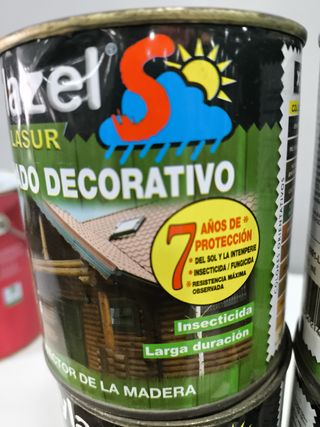 azel S
LASUR
ADO DECORATIVO
7 AÑOS DE*
PROTECCIÓN*
* DEL SOL Y LA INTEMPERIE
* INSECTICIDA / FUNGICIDA
* RESISTENCIA MÁXIMA
OBSERVADA
Insecticida
Larga duración
CTOR DE LA MADERA